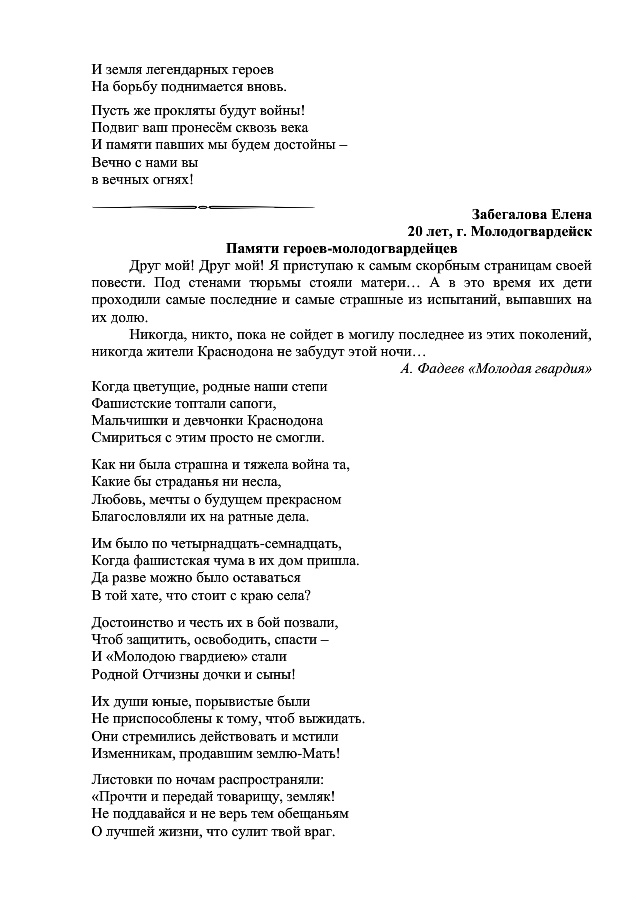 И земля легендарных героев
На борьбу поднимается вновь.
Пусть же прокляты будут войны!
Подвиг ваш пронесём сквозь века
И памяти павших мы будем достойны –
Вечно с нами вы
в вечных огнях!
Забегалова Елена
20 лет, г. Молодогвардейск
Памяти героев-молодогвардейцев
Друг мой! Друг мой! Я приступаю к самым скорбным страницам своей
повести. Под стенами тюрьмы стояли матери… А в это время их дети
проходили самые последние и самые страшные из испытаний, выпавших на
их долю.
Никогда, никто, пока не сойдет в могилу последнее из этих поколений,
никогда жители Краснодона не забудут этой ночи…
А. Фадеев «Молодая гвардия»
Когда цветущие, родные наши степи
Фашистские топтали сапоги,
Мальчишки и девчонки Краснодона
Смириться с этим просто не смогли.
Как ни была страшна и тяжела война та,
Какие бы страданья ни несла,
Любовь, мечты о будущем прекрасном
Благословляли их на ратные дела.
Им было по четырнадцать-семнадцать,
Когда фашистская чума в их дом пришла.
Да разве можно было оставаться
В той хате, что стоит с краю села?
Достоинство и честь их в бой позвали,
Чтоб защитить, освободить, спасти –
И «Молодою гвардиею» стали
Родной Отчизны дочки и сыны!
Их души юные, порывистые были
Не приспособлены к тому, чтоб выжидать.
Они стремились действовать и мстили
Изменникам, продавшим землю-Мать!
Листовки по ночам распространяли:
«Прочти и передай товарищу, земляк!
Не поддавайся и не верь тем обещаньям
О лучшей жизни, что сулит твой враг.